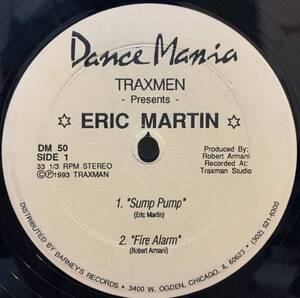 Dance Mania
TRAXMEN
- Presents -
☆ ERIC MARTIN ☆
DM 50
SIDE 1
33 1/3 RPM STEREO
©℗1993 TRAXMAN
Produced By:
Robert Armani
Recorded At:
Traxman Studio
1. "Sump Pump"
(Eric Martin)
2. "Fire Alarm"
(Robert Armani)
DISTRIBUTED BY BARNEY'S RECORDS • 3400 W. OGDEN, CHICAGO, IL 60623 • (302) 521-6300